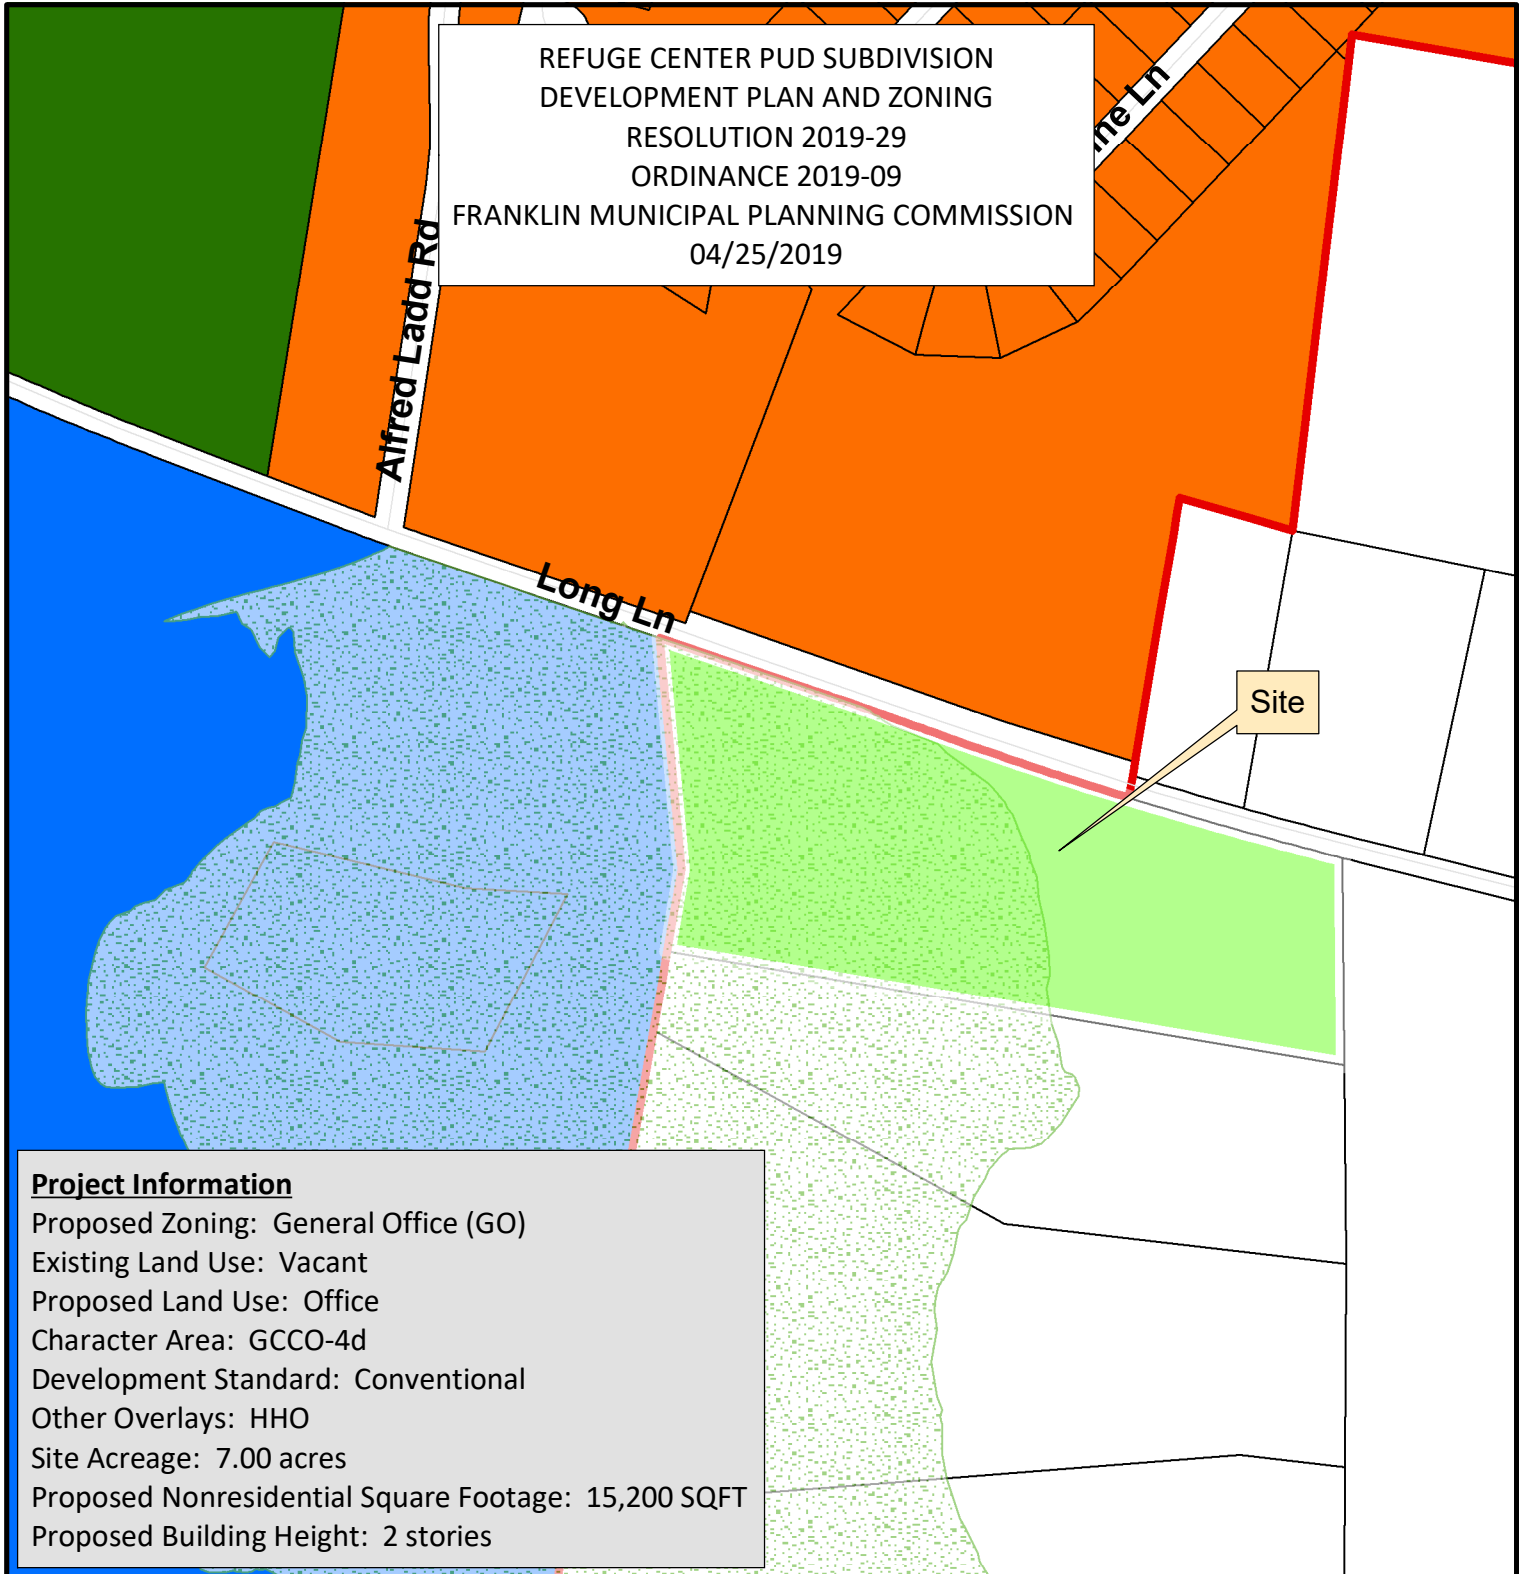 REFUGE CENTER PUD SUBDIVISION
DEVELOPMENT PLAN AND ZONING
RESOLUTION 2019-29
ORDINANCE 2019-09
FRANKLIN MUNICIPAL PLANNING COMMISSION
04/25/2019
Ln
Alfred Ladd Rd
Long Ln
Site
Project Information
Proposed Zoning: General Office (GO)
Existing Land Use: Vacant
Proposed Land Use: Office
Character Area: GCCO-4d
Development Standard: Conventional
Other Overlays: HHO
Site Acreage: 7.00 acres
Proposed Nonresidential Square Footage: 15,200 SQFT
Proposed Building Height: 2 stories